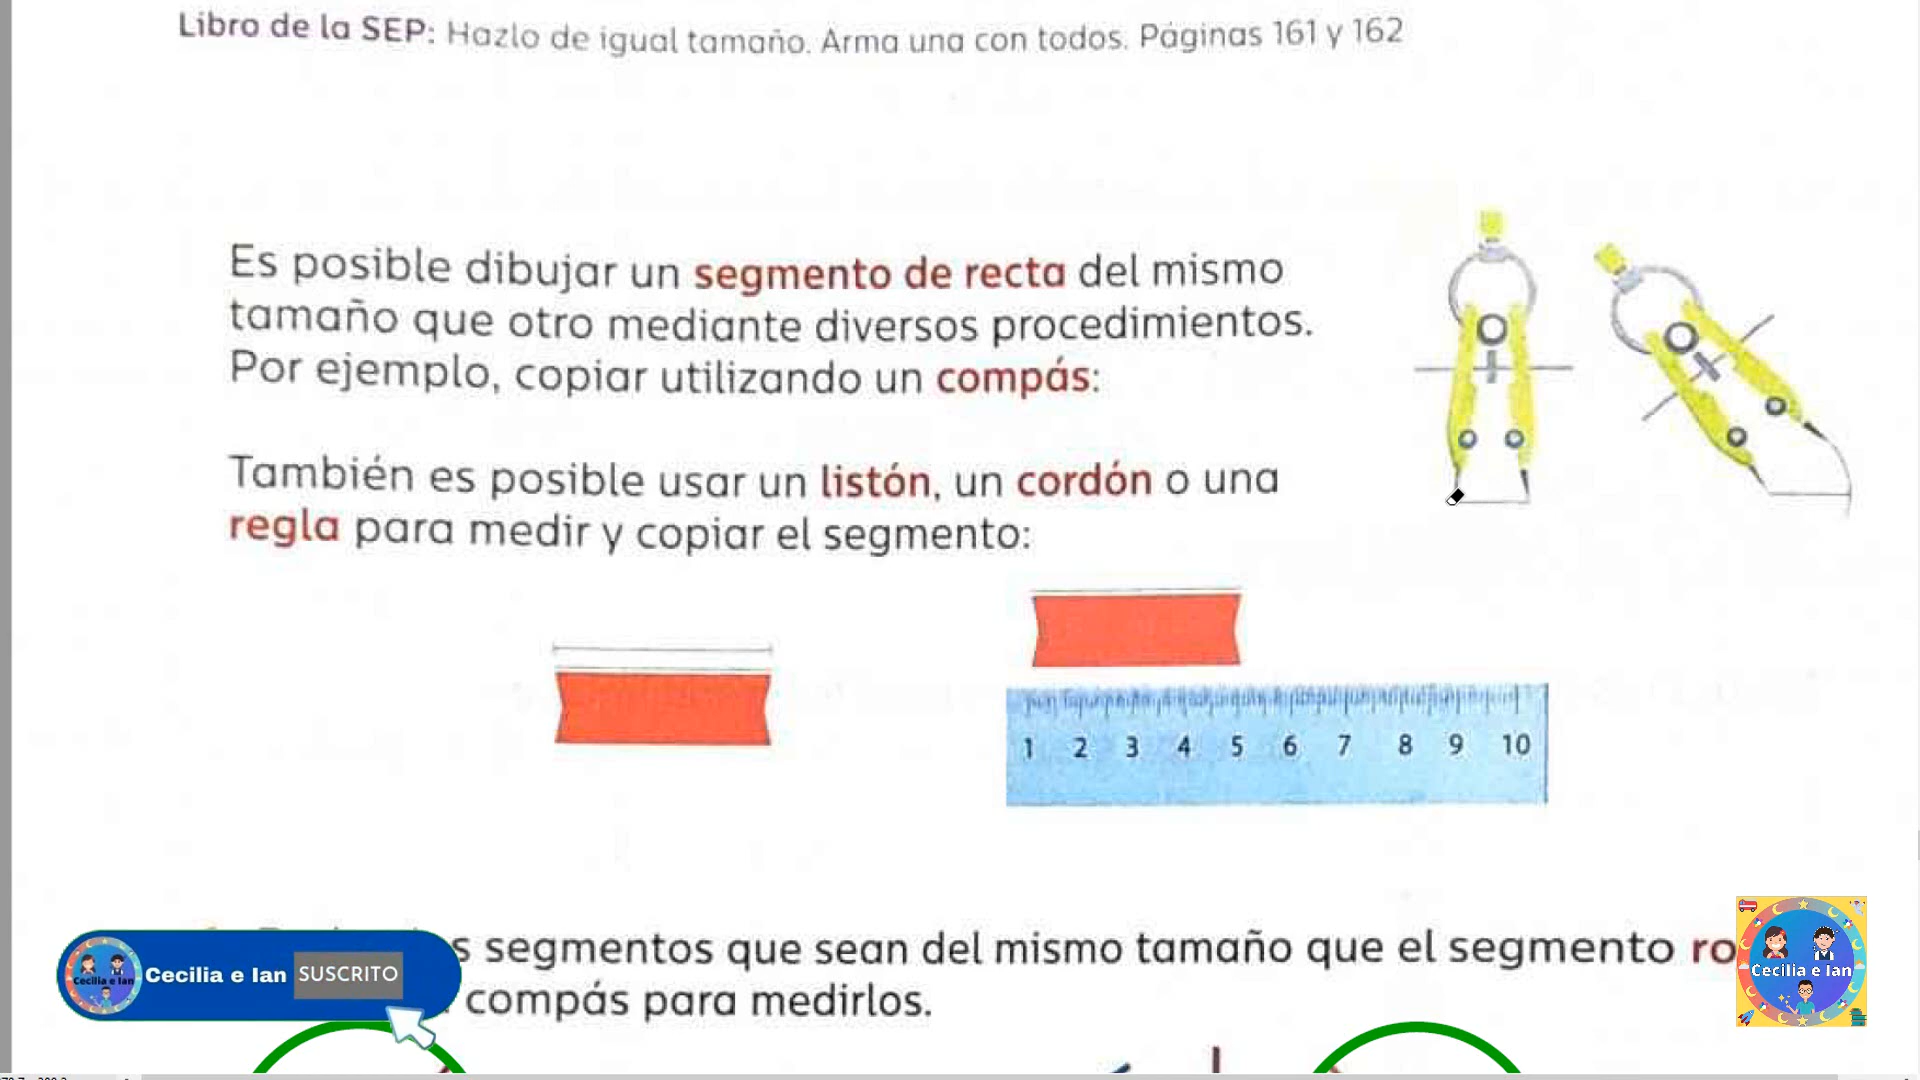 Libro de la SEP: Hazlo de igual tamaño. Arma una con todos. Páginas 161 y 162
Es posible dibujar un segmento de recta del mismo
tamaño que otro mediante diversos procedimientos.
Por ejemplo, copiar utilizando un compás:
También es posible usar un listón, un cordón o una
regla para medir y copiar el segmento:
1 2 3 4 5 6 7 8 9 10
segmentos que sean del mismo tamaño que el segmento
compás para medirlos.
Cecilia e Ian SUSCRITO
Cecilia e Ian
Cecilia e Ian